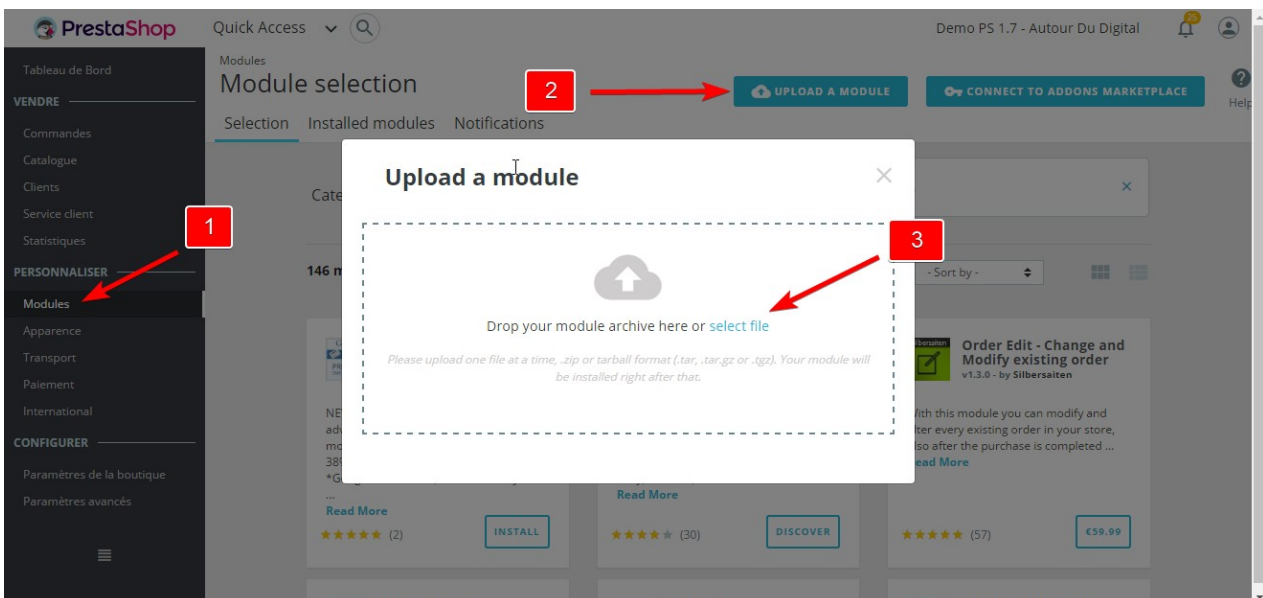 PrestaShop
Quick Access
Demo PS 1.7 - Autour Du Digital
25
Tableau de Bord
VENDRE
Commandes
Catalogue
Clients
Service client
Statistiques
PERSONNALISER
Modules
Apparence
Transport
Paiement
International
CONFIGURER
Paramètres de la boutique
Paramètres avancés
Modules
Module selection
UPLOAD A MODULE
CONNECT TO ADDONS MARKETPLACE
Help
Selection Installed modules Notifications
1
2
3
Upload a module
Drop your module archive here or select file
Please upload one file at a time, .zip or tarball format (.tar, .tar.gz or .tgz). Your module will
be installed right after that.
Cate
146 m
- Sort by -
NE
adv
mo
389
*G
...
Read More
(2)
INSTALL
Read More
(30)
DISCOVER
Order Edit - Change and
Modify existing order
v1.3.0 - by Silbersaiten
ith this module you can modify and
lter every existing order in your store,
lso after the purchase is completed ...
ead More
(57)
€59.99